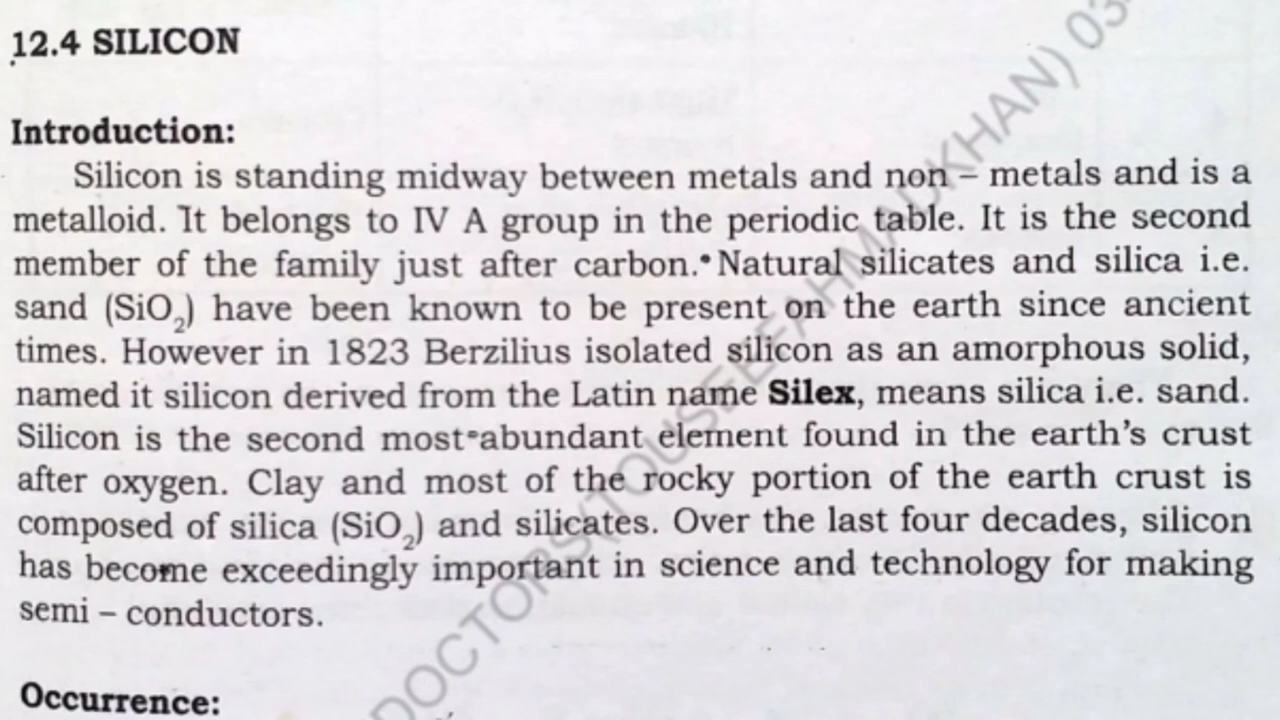 12.4 SILICON
Introduction:
Silicon is standing midway between metals and non – metals and is a
metalloid. It belongs to IV A group in the periodic table. It is the second
member of the family just after carbon. Natural silicates and silica i.e.
sand (SiO₂) have been known to be present on the earth since ancient
times. However in 1823 Berzilius isolated silicon as an amorphous solid,
named it silicon derived from the Latin name Silex, means silica i.e. sand.
Silicon is the second most abundant element found in the earth's crust
after oxygen. Clay and most of the rocky portion of the earth crust is
composed of silica (SiO₂) and silicates. Over the last four decades, silicon
has become exceedingly important in science and technology for making
semi – conductors.
Occurrence:
DOCTORS(TOUSEEFAHMADKHAN) 03